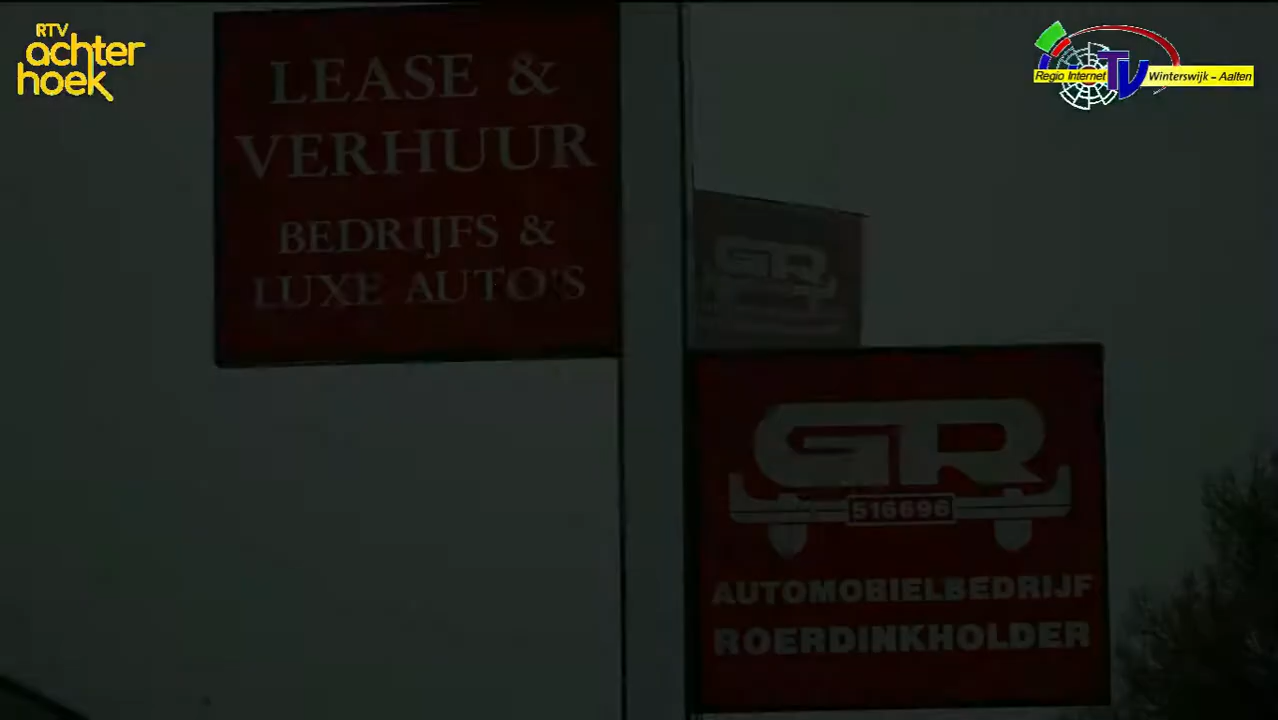 RTV
achter
hoek
Regio Internet TV Winterswijk - Aalten
LEASE &
VERHUUR
BEDRIJFS &
LUXE AUTO'S
GR
GR
516696
AUTOMOBIELBEDRIJF
ROERDINKHOLDER